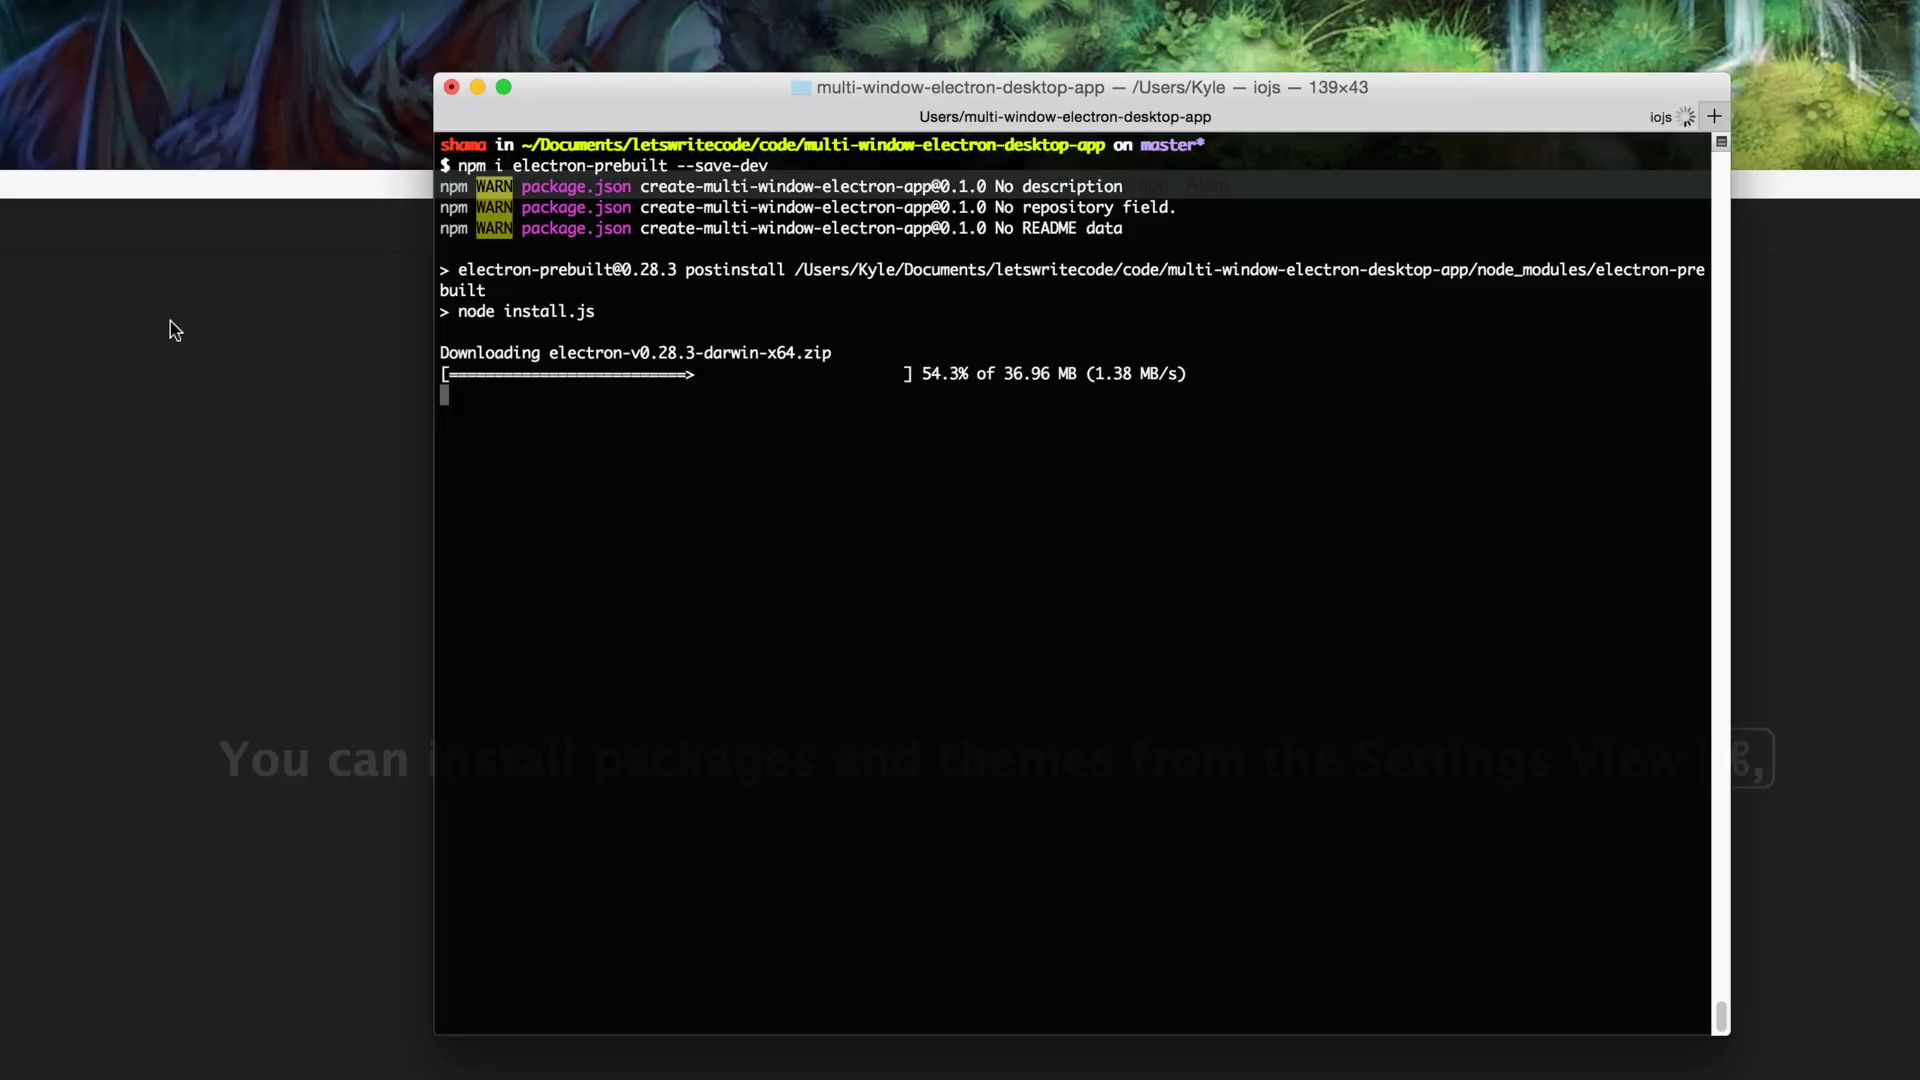 multi-window-electron-desktop-app — /Users/Kyle — iojs — 139×43
Users/multi-window-electron-desktop-app
iojs
+
shama in ~/Documents/letswritecode/code/multi-window-electron-desktop-app on master*
$ npm i electron-prebuilt --save-dev
npm WARN package.json create-multi-window-electron-app@0.1.0 No description
npm WARN package.json create-multi-window-electron-app@0.1.0 No repository field.
npm WARN package.json create-multi-window-electron-app@0.1.0 No README data
> electron-prebuilt@0.28.3 postinstall /Users/Kyle/Documents/letswritecode/code/multi-window-electron-desktop-app/node_modules/electron-pre
built
> node install.js
Downloading electron-v0.28.3-darwin-x64.zip
[==========================>                       ] 54.3% of 36.96 MB (1.38 MB/s)
You can install packages and themes from the Settings View ⌘,